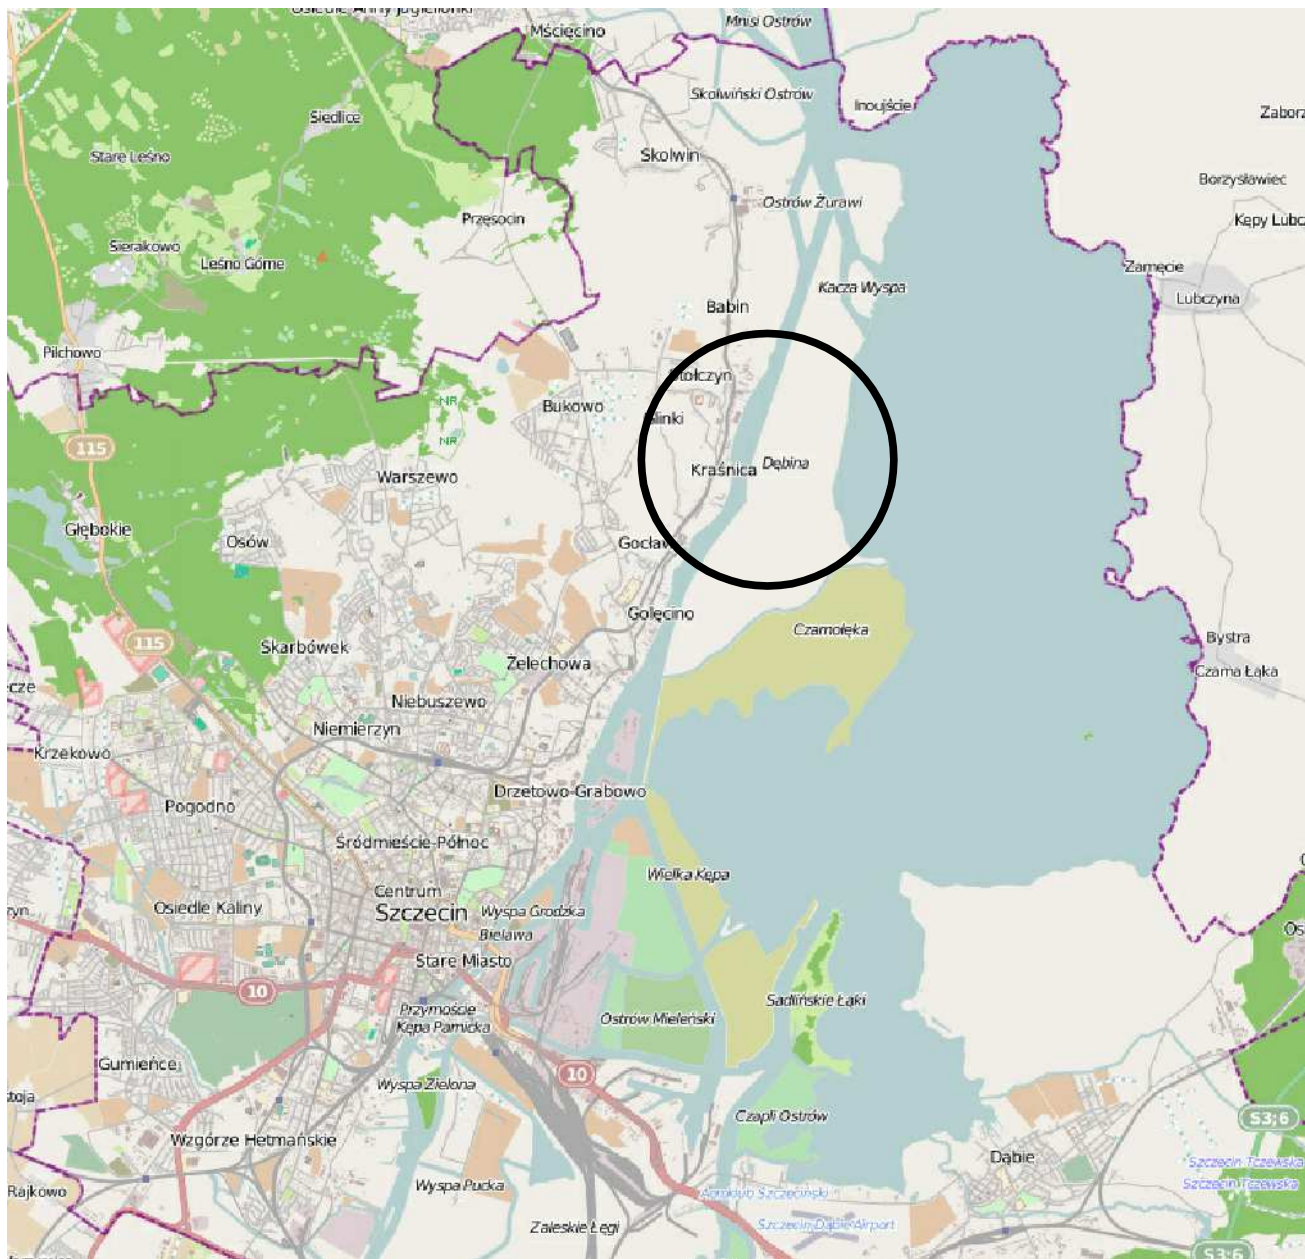 Mścięcino
Mnisi Ostrów
Skolwiński Ostrów
Inoujście
Siedlice
Stare Leśno
Skolwin
Borzysławiec
Ostrów Żurawi
Przęsocin
Kępy Lubcz
Sierakowo
Leśno Górne
Zamęcie
Kacza Wyspa
Lubczyna
Babin
Pilchowo
Stołczyn
NR
Bukowo
Glinki
NR
115
Warszewo
Kraśnica
Dębina
Głębokie
Osów
Gocław
Golęcino
Czarnołęka
115
Skarbówek
Bystra
Żelechowa
Czarna Łąka
Niebuszewo
Niemierzyn
Krzekowo
Drzetowo-Grabowo
Pogodno
Śródmieście-Północ
Wielka Kępa
Centrum
Osiedle Kaliny
Szczecin
Wyspa Grodzka
Bielawa
Stare Miasto
10
Sadlińskie Łąki
Przymoście
Kępa Parnicka
Ostrów Mieleński
Gumieńce
10
Wyspa Zielona
Czapli Ostrów
S3;6
Wzgórze Hetmańskie
Dąbie
Szczecin Tczewska
Szczecin Tczewska
Rajkowo
Wyspa Pucka
Aeroklub Szczeciński
Zaleskie Łęgi
Szczecin Dąbie Airport
S3;6